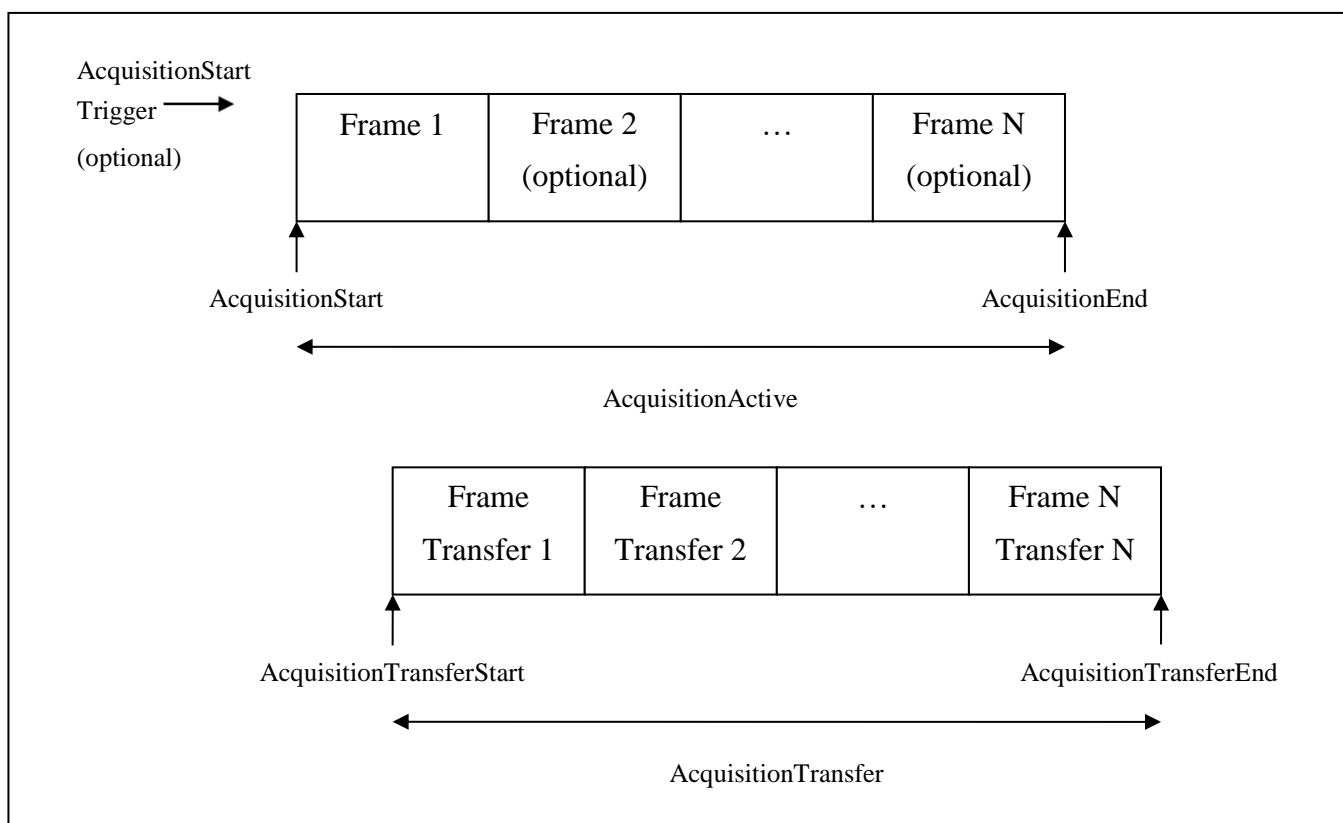 AcquisitionStart
Trigger
(optional)
Frame 1
Frame 2
(optional)
…
Frame N
(optional)
AcquisitionStart
AcquisitionEnd
AcquisitionActive
Frame
Transfer 1
Frame
Transfer 2
…
Frame N
Transfer N
AcquisitionTransferStart
AcquisitionTransferEnd
AcquisitionTransfer